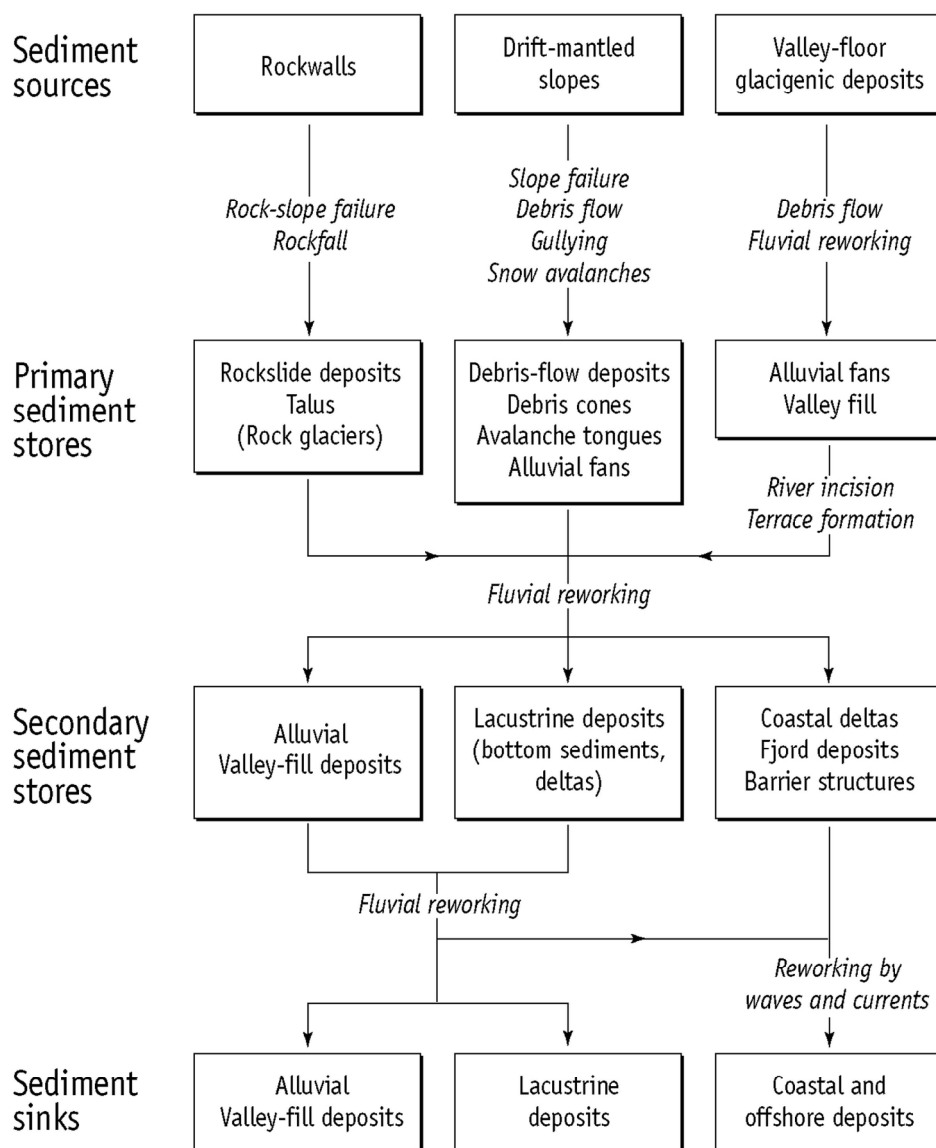 Sediment
sources
Rockwalls
Drift-mantled
slopes
Valley-floor
glacigenic deposits
Rock-slope failure
Rockfall
Slope failure
Debris flow
Gullying
Snow avalanches
Debris flow
Fluvial reworking
Primary
sediment
stores
Rockslide deposits
Talus
(Rock glaciers)
Debris-flow deposits
Debris cones
Avalanche tongues
Alluvial fans
Alluvial fans
Valley fill
River incision
Terrace formation
Fluvial reworking
Secondary
sediment
stores
Alluvial
Valley-fill deposits
Lacustrine deposits
(bottom sediments,
deltas)
Coastal deltas
Fjord deposits
Barrier structures
Fluvial reworking
Reworking by
waves and currents
Sediment
sinks
Alluvial
Valley-fill deposits
Lacustrine
deposits
Coastal and
offshore deposits